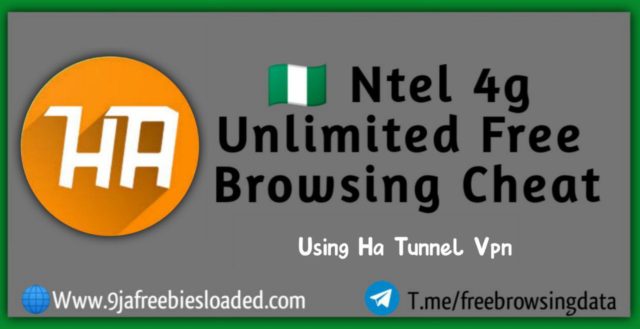 HA
Ntel 4g
Unlimited Free
Browsing Cheat
Using Ha Tunnel Vpn
Www.9jafreebiesloaded.com
T.me/freebrowsingdata